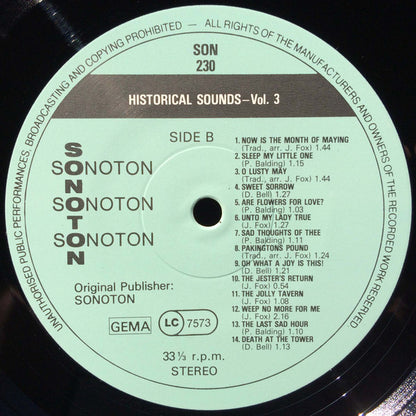 UNAUTHORISED PUBLIC PERFORMANCES, BROADCASTING AND COPYING PROHIBITED — ALL RIGHTS OF THE MANUFACTURERS AND OWNERS OF THE RECORDED WORK RESERVED.
SON
230
HISTORICAL SOUNDS—Vol. 3
SIDE B
SONOTON
SONOTON
SONOTON
SONOTON
Original Publisher:
SONOTON
GEMA
LC 7573
33⅓ r.p.m.
STEREO
1. NOW IS THE MONTH OF MAYING
(Trad., arr. J. Fox) 1.44
2. SLEEP MY LITTLE ONE
(P. Balding) 1.15
3. O LUSTY MAY
(Trad., arr. J. Fox) 1.44
4. SWEET SORROW
(D. Bell) 1.27
5. ARE FLOWERS FOR LOVE?
(P. Balding) 1.03
6. UNTO MY LADY TRUE
(J. Fox) 1.27
7. SAD THOUGHTS OF THEE
(P. Balding) 1.11
8. PAKINGTONS POUND
(Trad., arr. J. Fox) 1.24
9. OH WHAT A JOY IS THIS!
(D. Bell) 1.21
10. THE JESTER'S RETURN
(J. Fox) 0.54
11. THE JOLLY TAVERN
(J. Fox) 1.08
12. WEEP NO MORE FOR ME
(J. Fox) 2.16
13. THE LAST SAD HOUR
(P. Balding) 1.10
14. DEATH AT THE TOWER
(D. Bell) 1.13